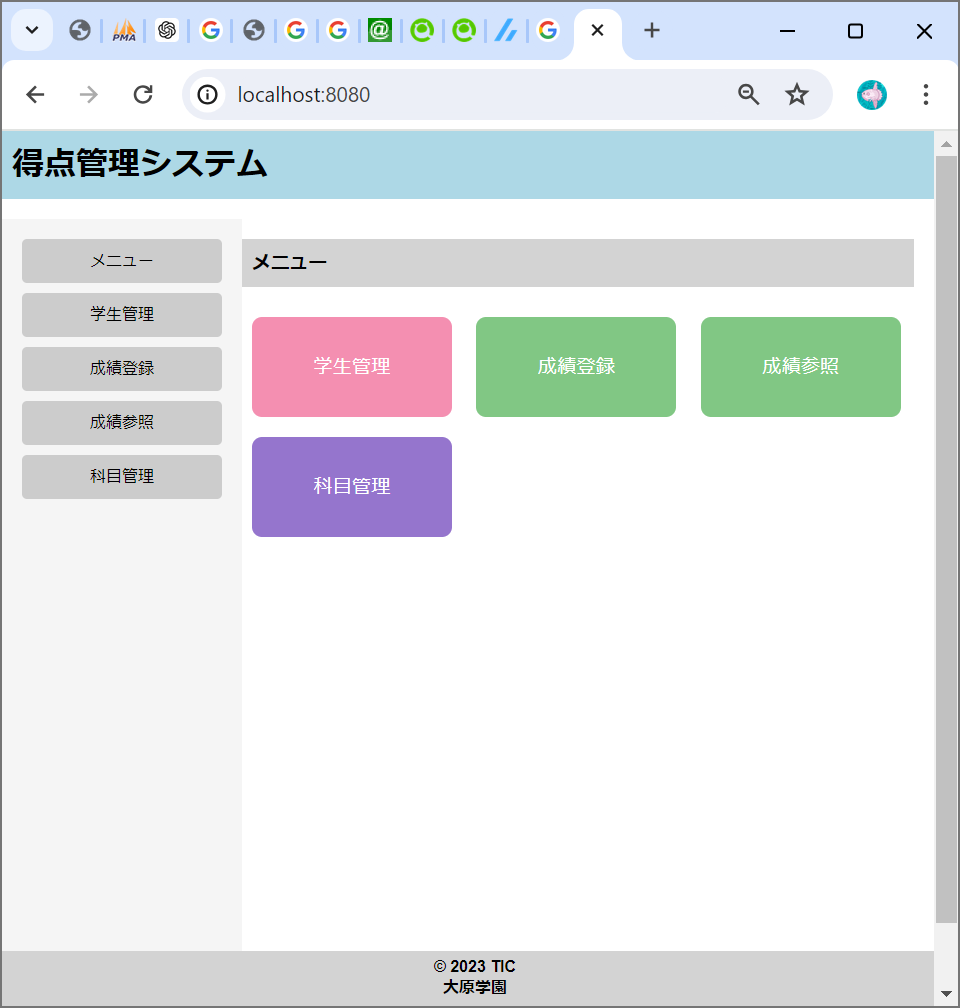 PMA
@
localhost:8080
得点管理システム
メニュー
学生管理
成績登録
成績参照
科目管理
メニュー
学生管理
成績登録
成績参照
科目管理
© 2023 TIC
大原学園